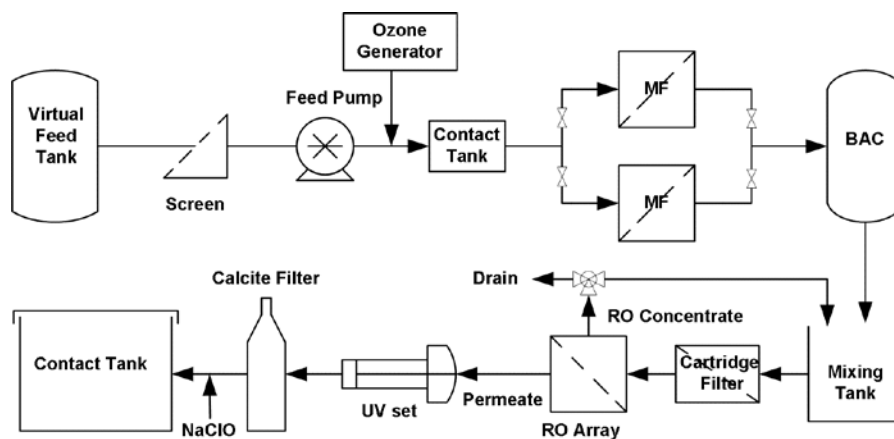 Ozone
Generator
Virtual
Feed
Tank
Screen
Feed Pump
Contact
Tank
MF
MF
BAC
Drain
RO Concentrate
Mixing
Tank
Cartridge
Filter
RO Array
Permeate
UV set
Calcite Filter
NaClO
Contact Tank